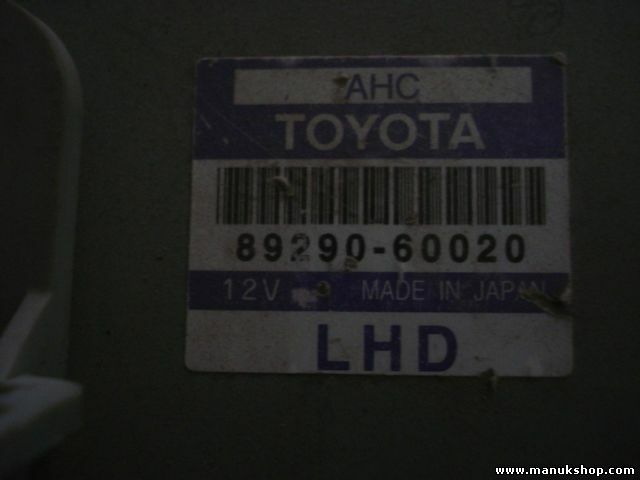 AHC
TOYOTA
89290-60020
12V MADE IN JAPAN
LHD
www.manukshop.com